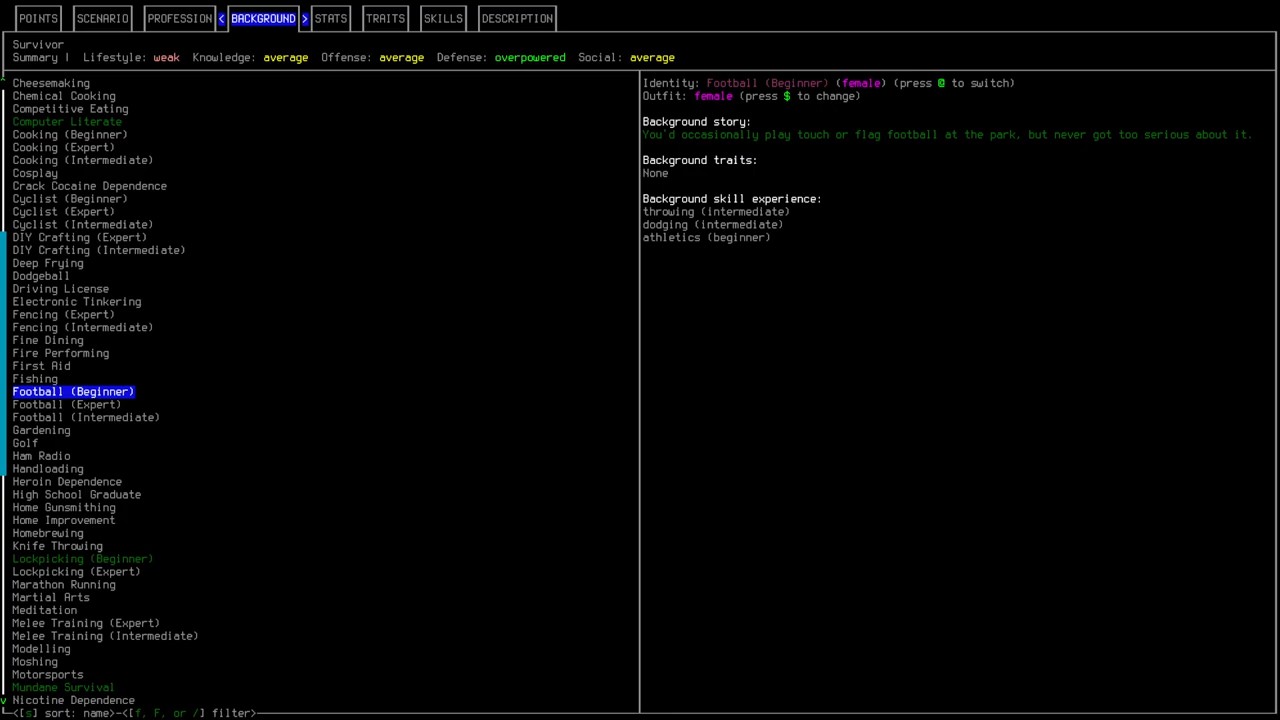 POINTS SCENARIO PROFESSION < BACKGROUND > STATS TRAITS SKILLS DESCRIPTION
Survivor
Summary | Lifestyle: weak Knowledge: average Offense: average Defense: overpowered Social: average
Cheesemaking
Chemical Cooking
Competitive Eating
Computer Literate
Cooking (Beginner)
Cooking (Expert)
Cooking (Intermediate)
Cosplay
Crack Cocaine Dependence
Cyclist (Beginner)
Cyclist (Expert)
Cyclist (Intermediate)
DIY Crafting (Expert)
DIY Crafting (Intermediate)
Deep Frying
Dodgeball
Driving License
Electronic Tinkering
Fencing (Expert)
Fencing (Intermediate)
Fine Dining
Fire Performing
First Aid
Fishing
Football (Beginner)
Football (Expert)
Football (Intermediate)
Gardening
Golf
Ham Radio
Handloading
Heroin Dependence
High School Graduate
Home Gunsmithing
Home Improvement
Homebrewing
Knife Throwing
Lockpicking (Beginner)
Lockpicking (Expert)
Marathon Running
Martial Arts
Meditation
Melee Training (Expert)
Melee Training (Intermediate)
Modelling
Moshing
Motorsports
Mundane Survival
v Nicotine Dependence
<[s] sort: name>-<[f, F, or /] filter>
Identity: Football (Beginner) (female) (press @ to switch)
Outfit: female (press $ to change)
Background story:
You'd occasionally play touch or flag football at the park, but never got too serious about it.
Background traits:
None
Background skill experience:
throwing (intermediate)
dodging (intermediate)
athletics (beginner)